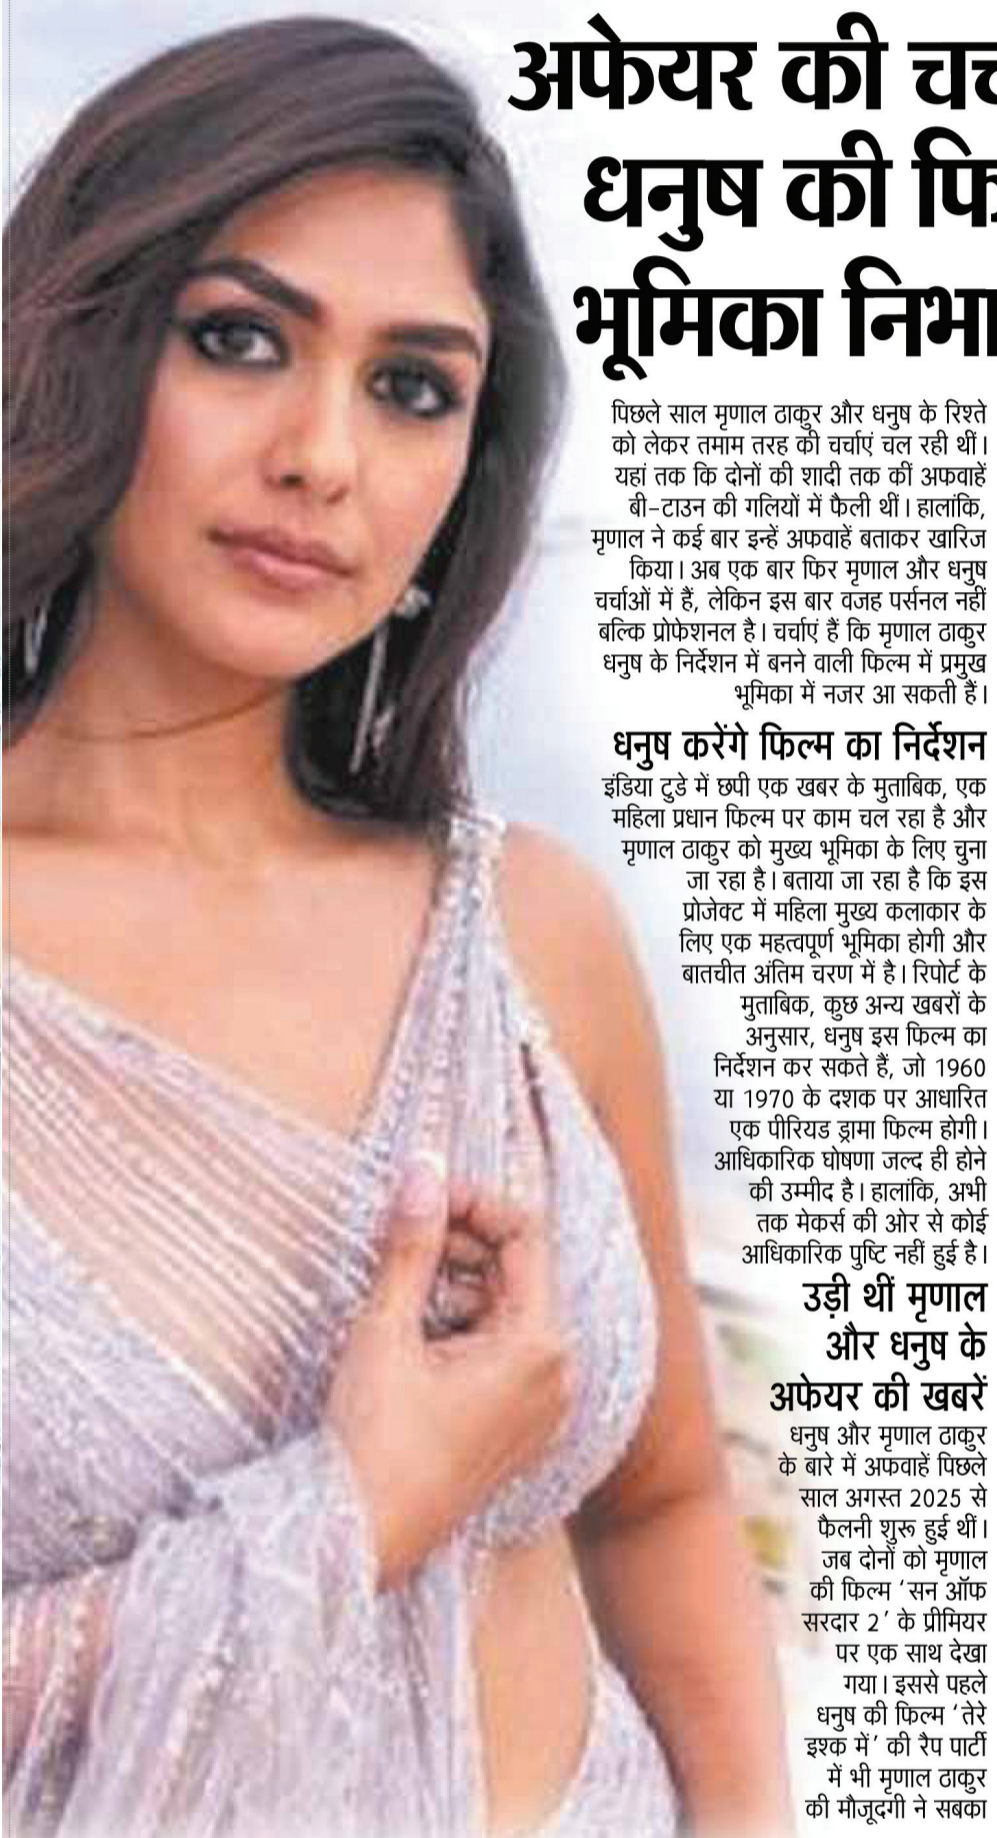 अफेयर की
धनुष की
भूमिका
पिछले साल मृणाल ठाकुर और धनुष के रिश्ते
को लेकर तमाम तरह की चर्चाएं चल रही थीं।
यहां तक कि दोनों की शादी तक कीं अफवाहें
बी-टाउन की गलियों में फैली थीं। हालांकि,
मृणाल ने कई बार इन्हें अफवाहें बताकर खारिज
किया। अब एक बार फिर मृणाल और धनुष
चर्चाओं में हैं, लेकिन इस बार वजह पर्सनल नहीं
बल्कि प्रोफेशनल है। चर्चाएं हैं कि मृणाल ठाकुर
धनुष के निर्देशन में बनने वाली फिल्म में प्रमुख
भूमिका में नजर आ सकती हैं।
धनुष करेंगे फिल्म का निर्देशन
इंडिया टुडे में छपी एक खबर के मुताबिक, एक
महिला प्रधान फिल्म पर काम चल रहा है और
मृणाल ठाकुर को मुख्य भूमिका के लिए चुना
जा रहा है। बताया जा रहा है कि इस
प्रोजेक्ट में महिला मुख्य कलाकार के
लिए एक महत्वपूर्ण भूमिका होगी और
बातचीत अंतिम चरण में है। रिपोर्ट के
मुताबिक, कुछ अन्य खबरों के
अनुसार, धनुष इस फिल्म का
निर्देशन कर सकते हैं, जो 1960
या 1970 के दशक पर आधारित
एक पीरियड ड्रामा फिल्म होगी।
आधिकारिक घोषणा जल्द ही होने
की उम्मीद है। हालांकि, अभी
तक मेकर्स की ओर से कोई
आधिकारिक पुष्टि नहीं हुई है।
उड़ी थीं मृणाल
और धनुष के
अफेयर की खबरें
धनुष और मृणाल ठाकुर
के बारे में अफवाहें पिछले
साल अगस्त 2025 से
फैलनी शुरू हुई थीं।
जब दोनों को मृणाल
की फिल्म ‘सन ऑफ
सरदार 2’ के प्रीमियर
पर एक साथ देखा
गया। इससे पहले
धनुष की फिल्म ‘तेरे
इश्क में’ की रैप पार्टी
में भी मृणाल ठाकुर
की मौजूदगी ने सबका